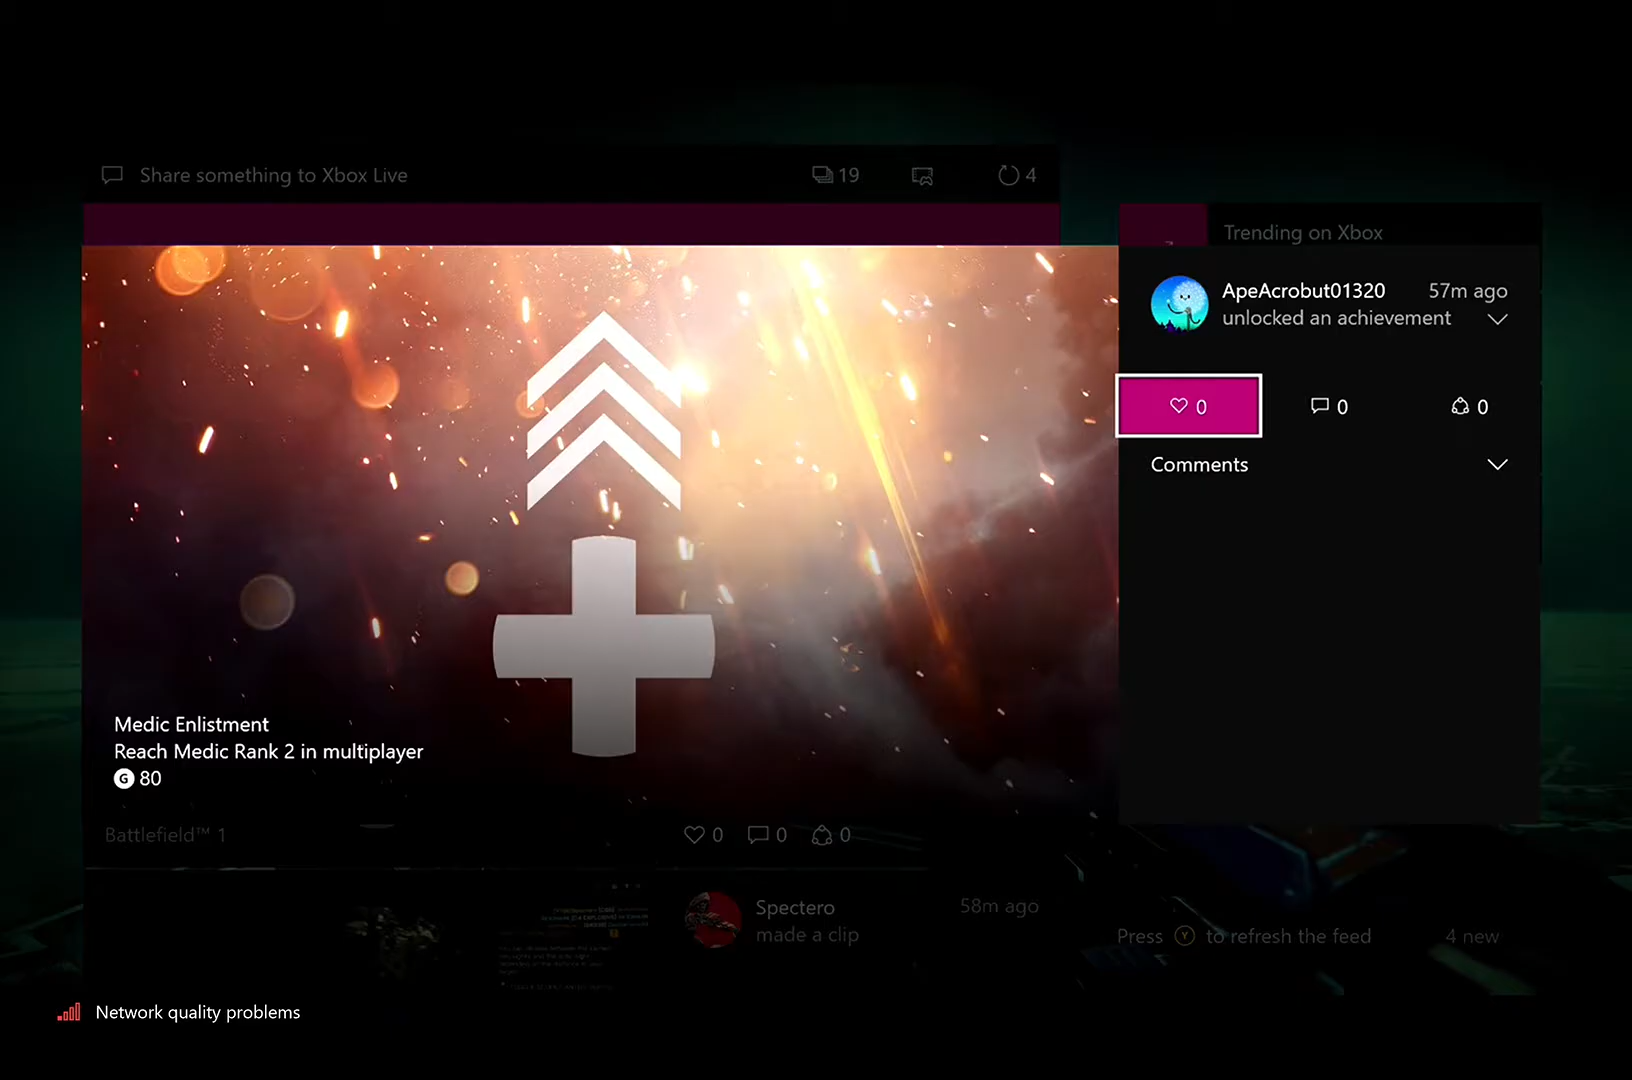 Share something to Xbox Live
19
4
Trending on Xbox
ApeAcrobut01320
57m ago
unlocked an achievement
0
0
0
Comments
Medic Enlistment
Reach Medic Rank 2 in multiplayer
G 80
Battlefield™ 1
0
0
0
Spectero
58m ago
made a clip
Press Y to refresh the feed
4 new
Network quality problems